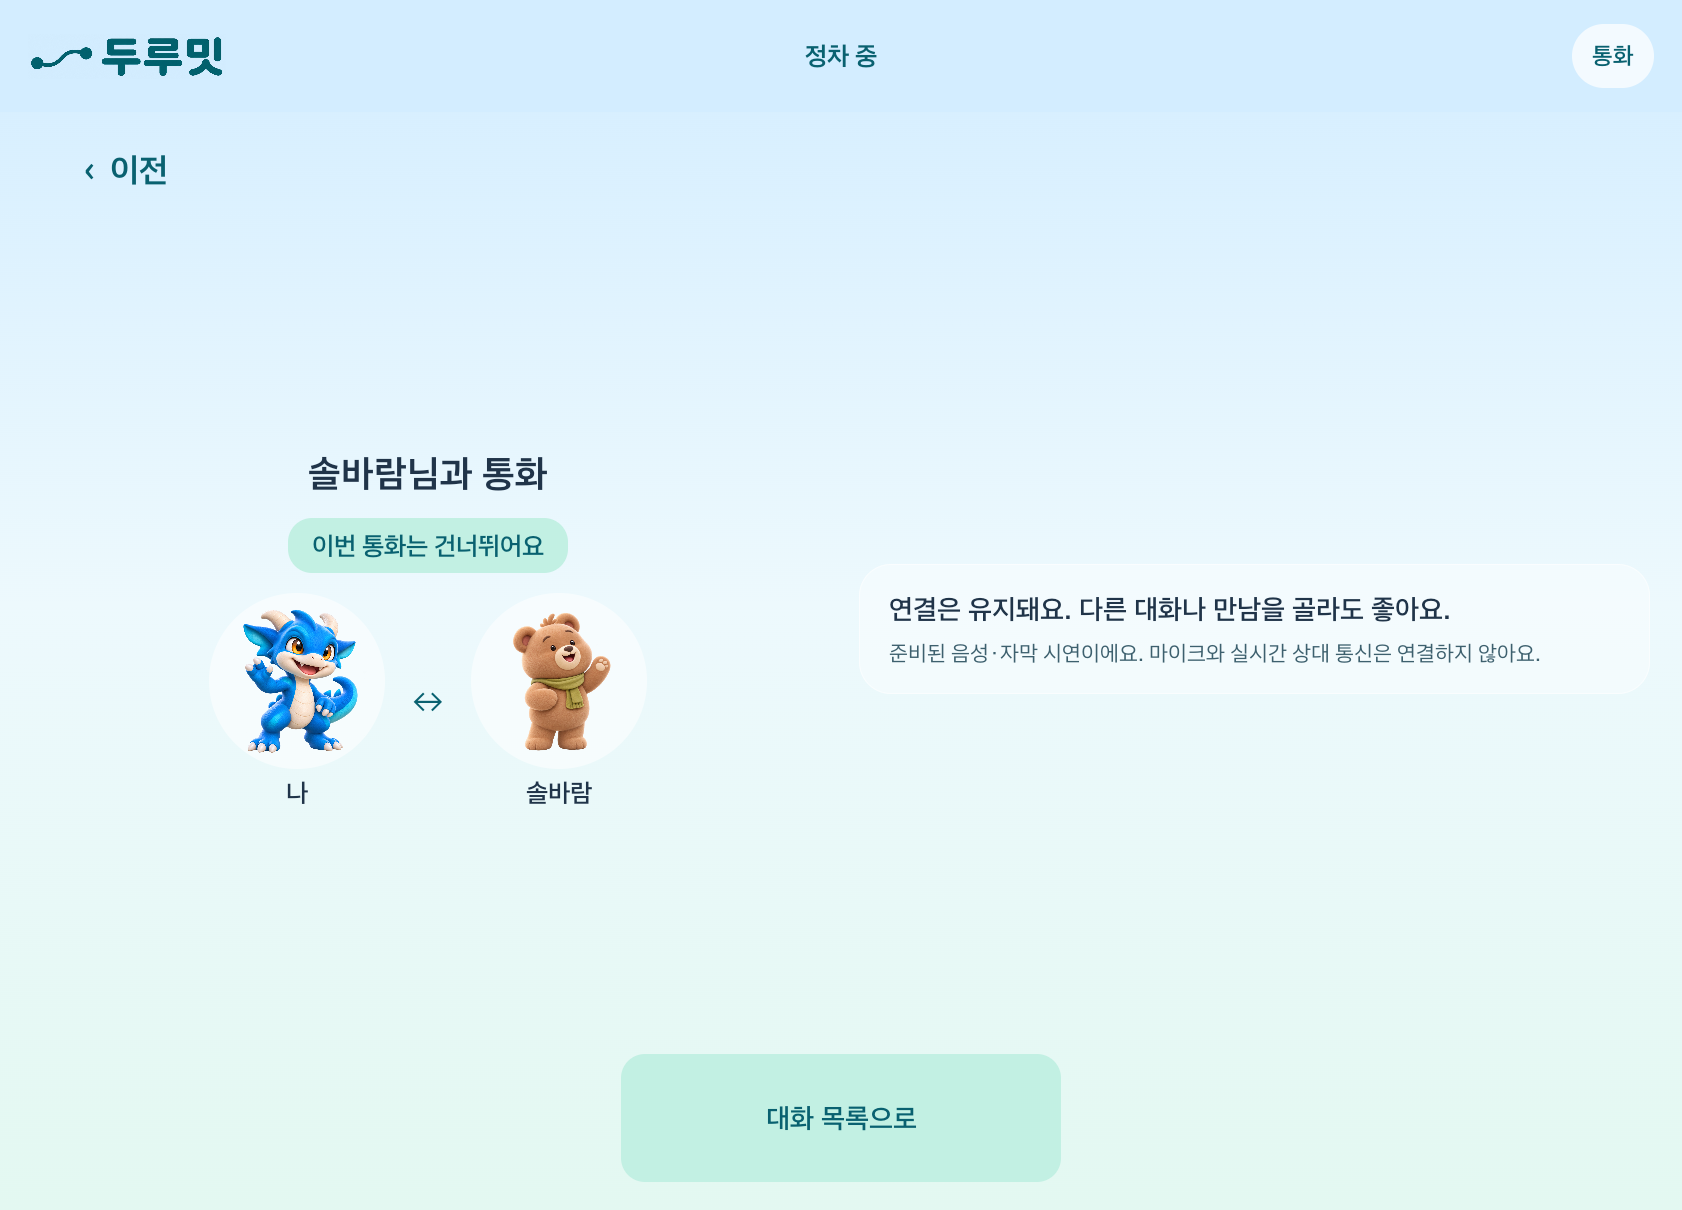 두루밋
정차 중
통화
‹ 이전
솔바람님과 통화
이번 통화는 건너뛰어요
나
↔
솔바람
연결은 유지돼요. 다른 대화나 만남을 골라도 좋아요.
준비된 음성·자막 시연이에요. 마이크와 실시간 상대 통신은 연결하지 않아요.
대화 목록으로